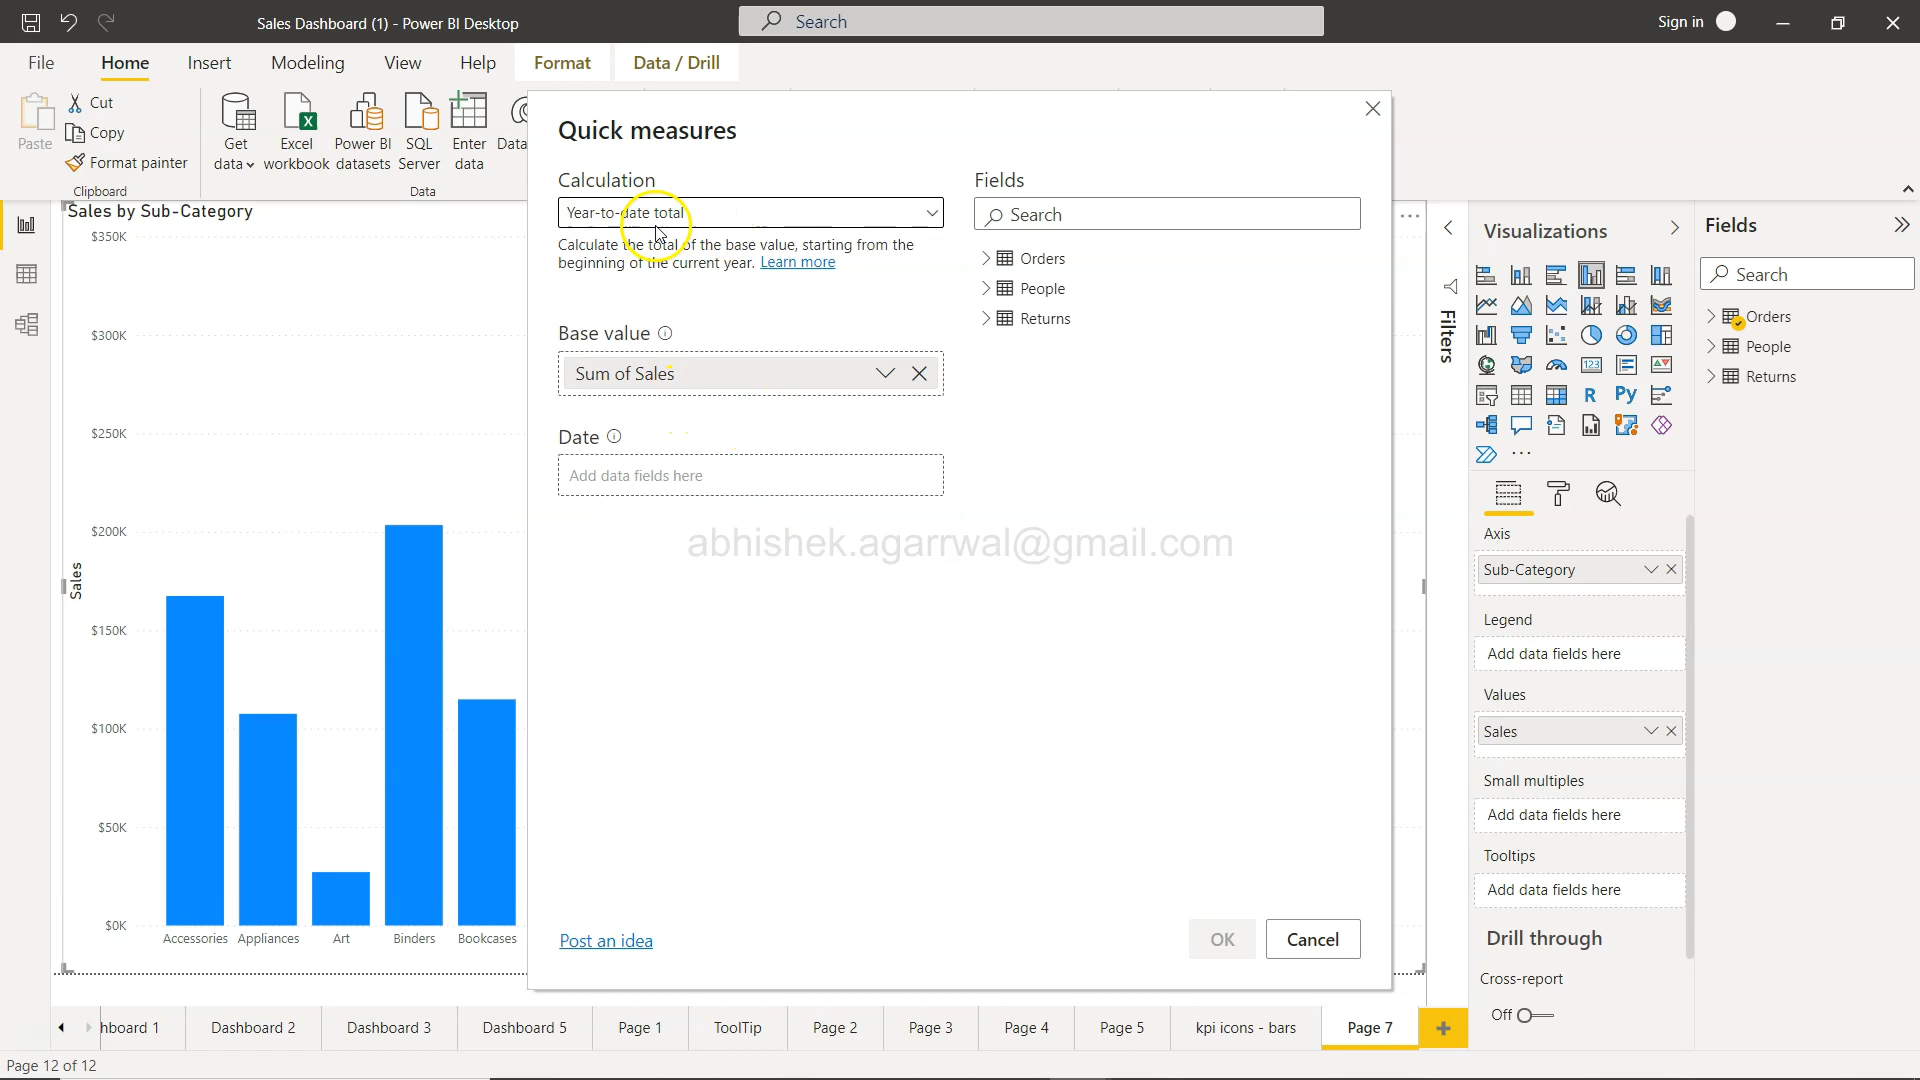 Sales Dashboard (1) - Power BI Desktop
Search
Sign in
File
Home
Insert
Modeling
View
Help
Format
Data / Drill
Paste
Cut
Copy
Format painter
Clipboard
Get data
Excel workbook
Power BI datasets
SQL Server
Enter data
Data
Sales by Sub-Category
$350K
$300K
$250K
$200K
$150K
$100K
$50K
$0K
Sales
Accessories
Appliances
Art
Binders
Bookcases
Quick measures
Calculation
Year-to-date total
Calculate the total of the base value, starting from the
beginning of the current year. Learn more
Base value
Sum of Sales
Date
Add data fields here
Fields
Search
Orders
People
Returns
abhishek.agarrwal@gmail.com
Post an idea
OK
Cancel
Filters
Visualizations
123
R
Py
Axis
Sub-Category
Legend
Add data fields here
Values
Sales
Small multiples
Add data fields here
Tooltips
Add data fields here
Drill through
Cross-report
Off
Fields
Search
Orders
People
Returns
hboard 1
Dashboard 2
Dashboard 3
Dashboard 5
Page 1
ToolTip
Page 2
Page 3
Page 4
Page 5
kpi icons - bars
Page 7
Page 12 of 12